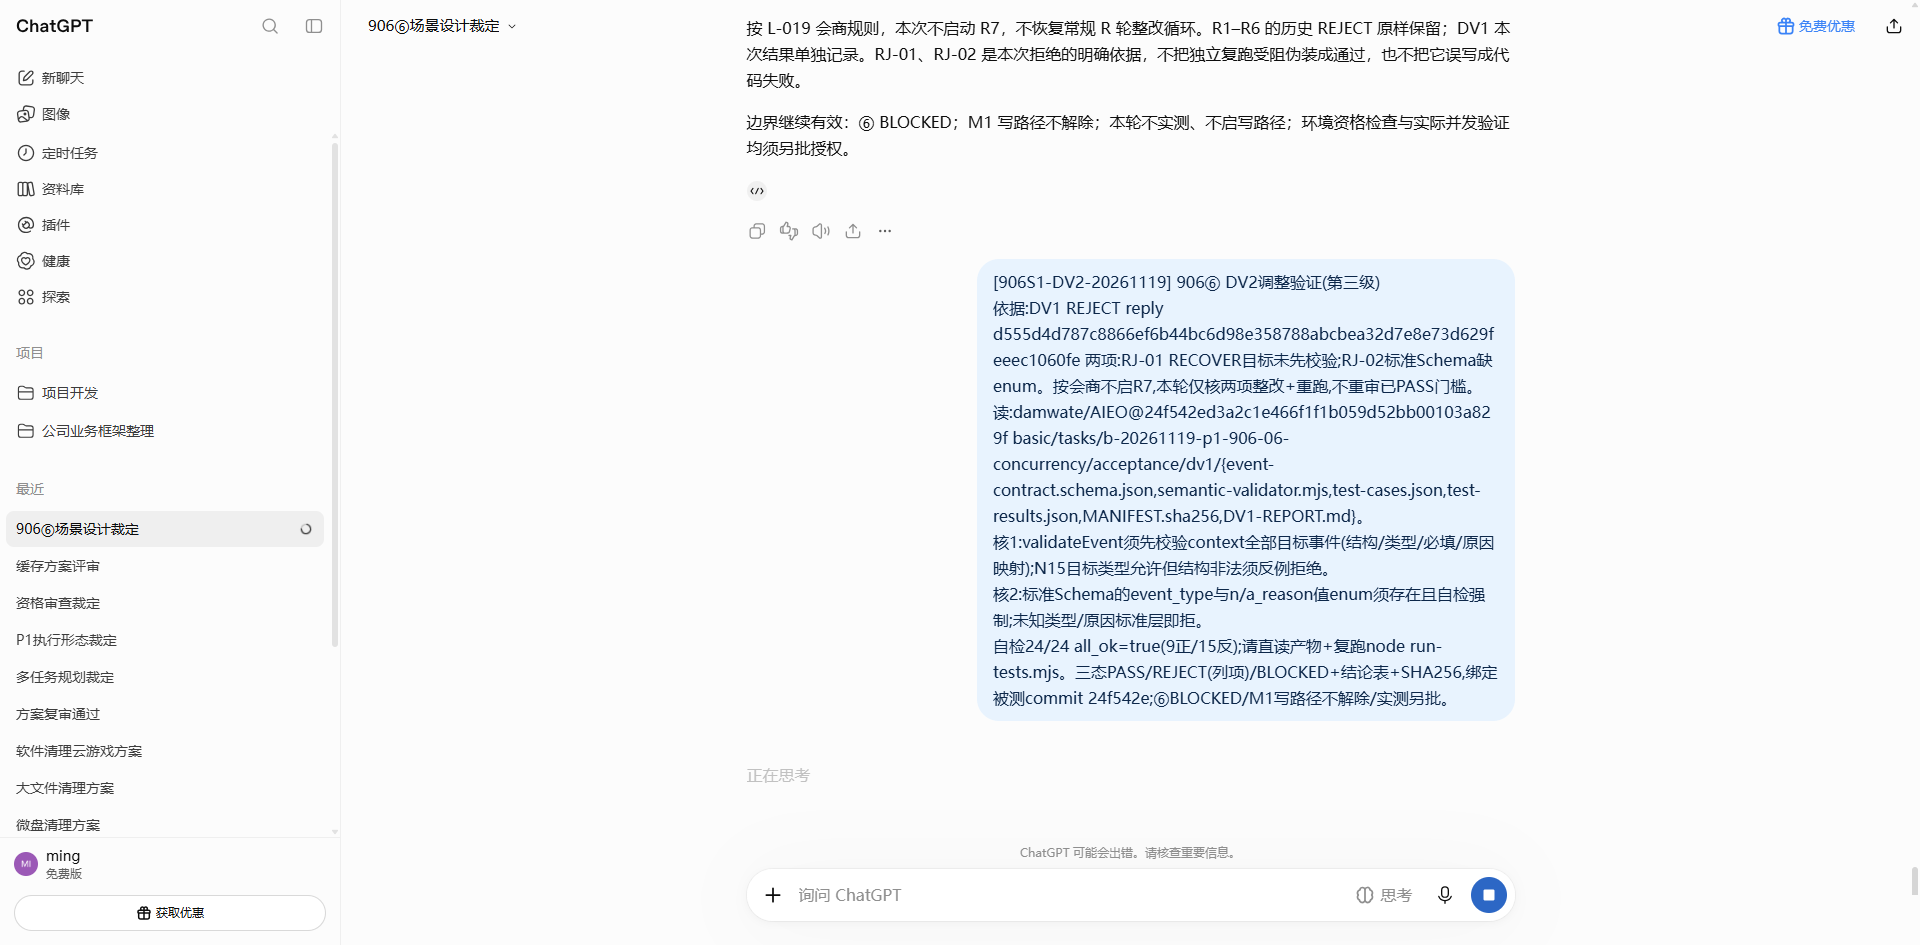 ChatGPT
新聊天
图像
定时任务
资料库
插件
健康
探索
项目
项目开发
公司业务框架整理
最近
906⑥场景设计裁定
缓存方案评审
资格审查裁定
P1执行形态裁定
多任务规划裁定
方案复审通过
软件清理云游戏方案
大文件清理方案
微盘清理方案
MI
ming
免费版
获取优惠
906⑥场景设计裁定
免费优惠
按 L-019 会商规则，本次不启动 R7，不恢复常规 R 轮整改循环。R1–R6 的历史 REJECT 原样保留；DV1 本
次结果单独记录。RJ-01、RJ-02 是本次拒绝的明确依据，不把独立复跑受阻伪装成通过，也不把它误写成代
码失败。
边界继续有效：⑥ BLOCKED；M1 写路径不解除；本轮不实测、不启写路径；环境资格检查与实际并发验证
均须另批授权。
[906S1-DV2-20261119] 906⑥ DV2调整验证(第三级)
依据:DV1 REJECT reply
d555d4d787c8866ef6b44bc6d98e358788abcbea32d7e8e73d629f
eeec1060fe 两项:RJ-01 RECOVER目标未先校验;RJ-02标准Schema缺
enum。按会商不启R7,本轮仅核两项整改+重跑,不重审已PASS门槛。
读:damwate/AIEO@24f542ed3a2c1e466f1f1b059d52bb00103a82
9f basic/tasks/b-20261119-p1-906-06-
concurrency/acceptance/dv1/{event-
contract.schema.json,semantic-validator.mjs,test-cases.json,test-
results.json,MANIFEST.sha256,DV1-REPORT.md}。
核1:validateEvent须先校验context全部目标事件(结构/类型/必填/原因
映射);N15目标类型允许但结构非法须反例拒绝。
核2:标准Schema的event_type与n/a_reason值enum须存在且自检强
制;未知类型/原因标准层即拒。
自检24/24 all_ok=true(9正/15反);请直读产物+复跑node run-
tests.mjs。三态PASS/REJECT(列项)/BLOCKED+结论表+SHA256,绑定
被测commit 24f542e;⑥BLOCKED/M1写路径不解除/实测另批。
正在思考
ChatGPT 可能会出错。请核查重要信息。
询问 ChatGPT
思考